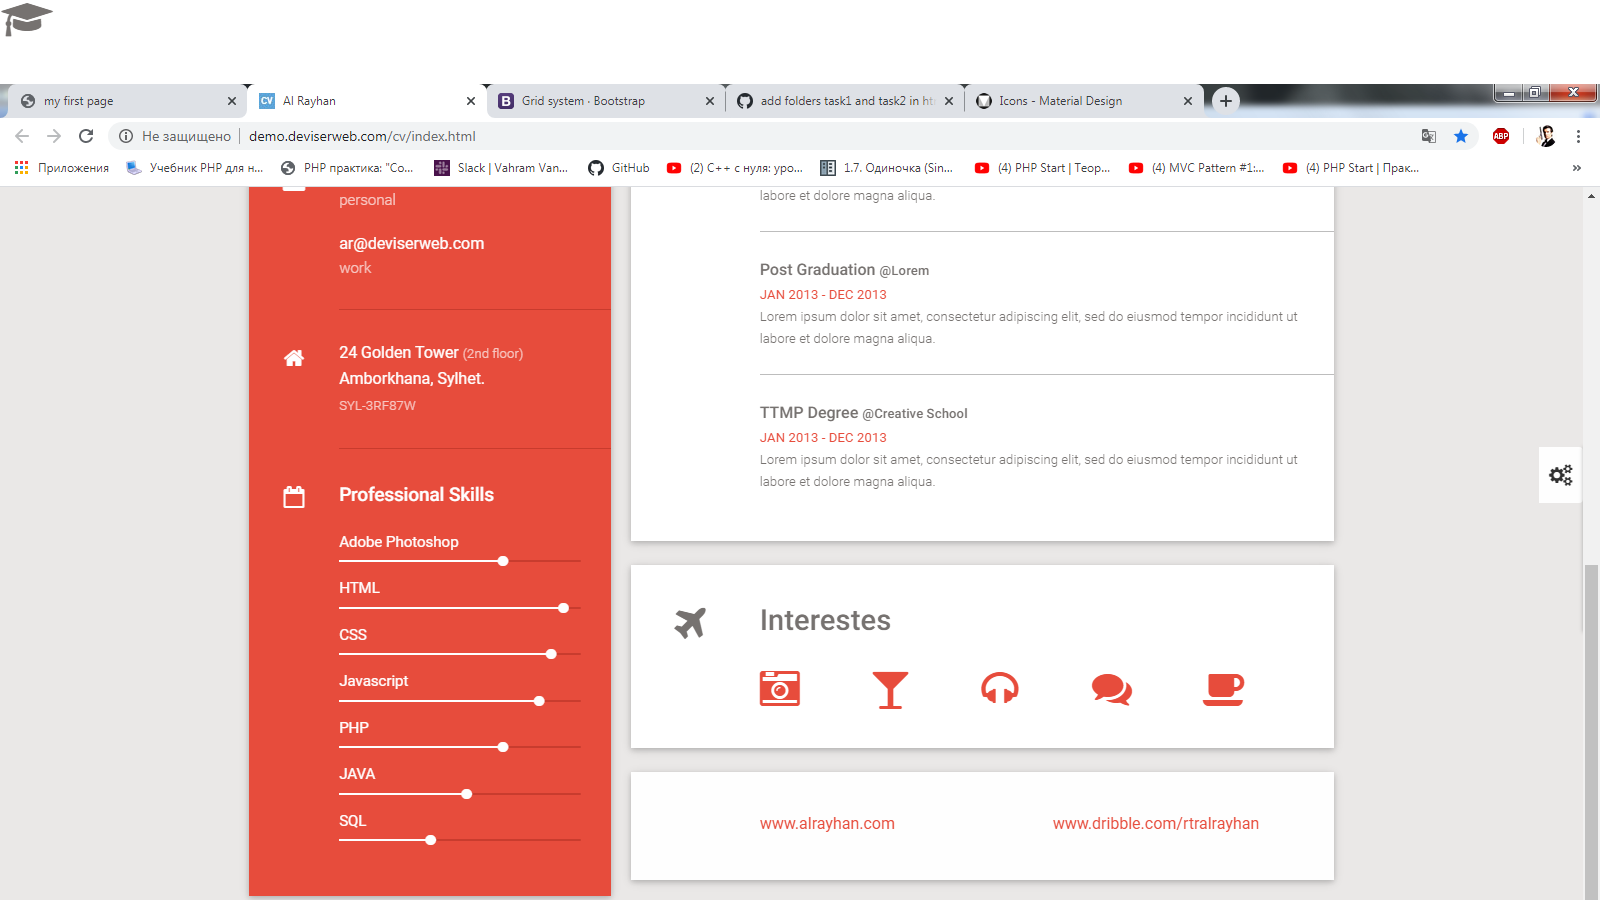 my first page
CV Al Rayhan
B Grid system · Bootstrap
add folders task1 and task2 in ht
Icons - Material Design
Не защищено
demo.deviserweb.com/cv/index.html
ABP
Приложения
Учебник PHP для н...
PHP практика: "Со...
Slack | Vahram Van...
GitHub
(2) C++ с нуля: уро...
1.7. Одиночка (Sin...
(4) PHP Start | Теор...
(4) MVC Pattern #1:...
(4) PHP Start | Прак...
»
personal
ar@deviserweb.com
work
24 Golden Tower (2nd floor)
Amborkhana, Sylhet.
SYL-3RF87W
Professional Skills
Adobe Photoshop
HTML
CSS
Javascript
PHP
JAVA
SQL
labore et dolore magna aliqua.
Post Graduation @Lorem
JAN 2013 - DEC 2013
Lorem ipsum dolor sit amet, consectetur adipiscing elit, sed do eiusmod tempor incididunt ut
labore et dolore magna aliqua.
TTMP Degree @Creative School
JAN 2013 - DEC 2013
Lorem ipsum dolor sit amet, consectetur adipiscing elit, sed do eiusmod tempor incididunt ut
labore et dolore magna aliqua.
Interestes
www.alrayhan.com
www.dribble.com/rtralrayhan